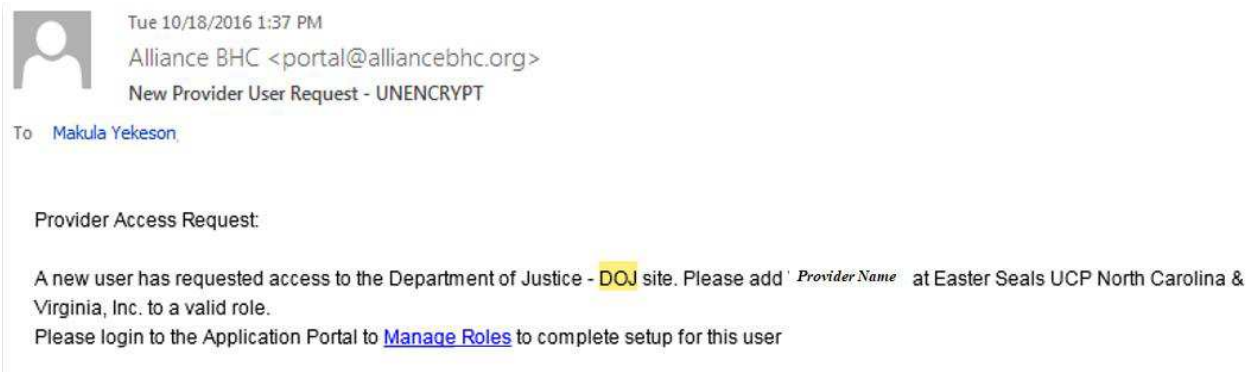 Tue 10/18/2016 1:37 PM
Alliance BHC <portal@alliancebhc.org>
New Provider User Request - UNENCRYPT
To Makula Yekeson
Provider Access Request:
A new user has requested access to the Department of Justice - DOJ site. Please add ' Provider Name at Easter Seals UCP North Carolina &
Virginia, Inc. to a valid role.
Please login to the Application Portal to Manage Roles to complete setup for this user